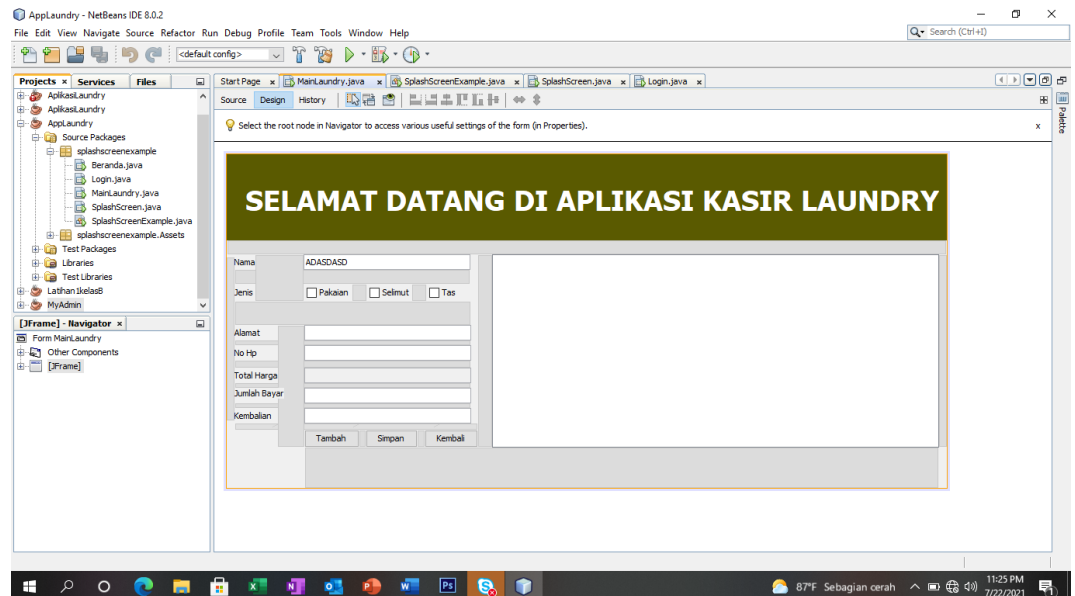 AppLaundry - NetBeans IDE 8.0.2
File Edit View Navigate Source Refactor Run Debug Profile Team Tools Window Help
Search (Ctrl+I)
<default config>
Projects Services Files
Start Page MainLaundry.java SplashScreenExample.java SplashScreen.java Login.java
AplikasiLaundry
AplikasiLaundry
AppLaundry
Source Packages
splashscreenexample
Beranda.java
Login.java
MainLaundry.java
SplashScreen.java
SplashScreenExample.java
splashscreenexample.Assets
Test Packages
Libraries
Test Libraries
Latihan1kelasB
MyAdmin
[JFrame] - Navigator
Form MainLaundry
Other Components
[JFrame]
Source Design History
Select the root node in Navigator to access various useful settings of the form (in Properties).
Palette
SELAMAT DATANG DI APLIKASI KASIR LAUNDRY
Nama ADASDASD
Jenis Pakaian Selimut Tas
Alamat
No Hp
Total Harga
Jumlah Bayar
Kembalian
Tambah Simpan Kembali
87°F Sebagian cerah
11:25 PM
7/22/2021